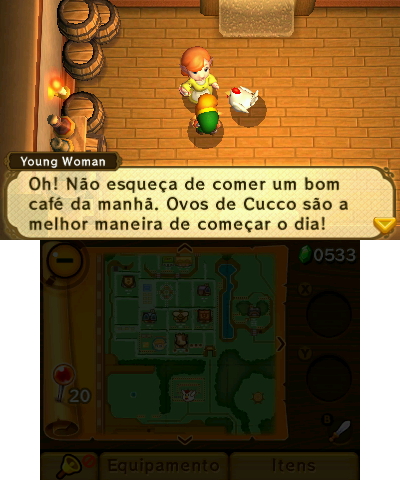 Young Woman
Oh! Não esqueça de comer um bom
café da manhã. Ovos de Cucco são a
melhor maneira de começar o dia!
0533
X
Y
20
B
Equipamento
Itens